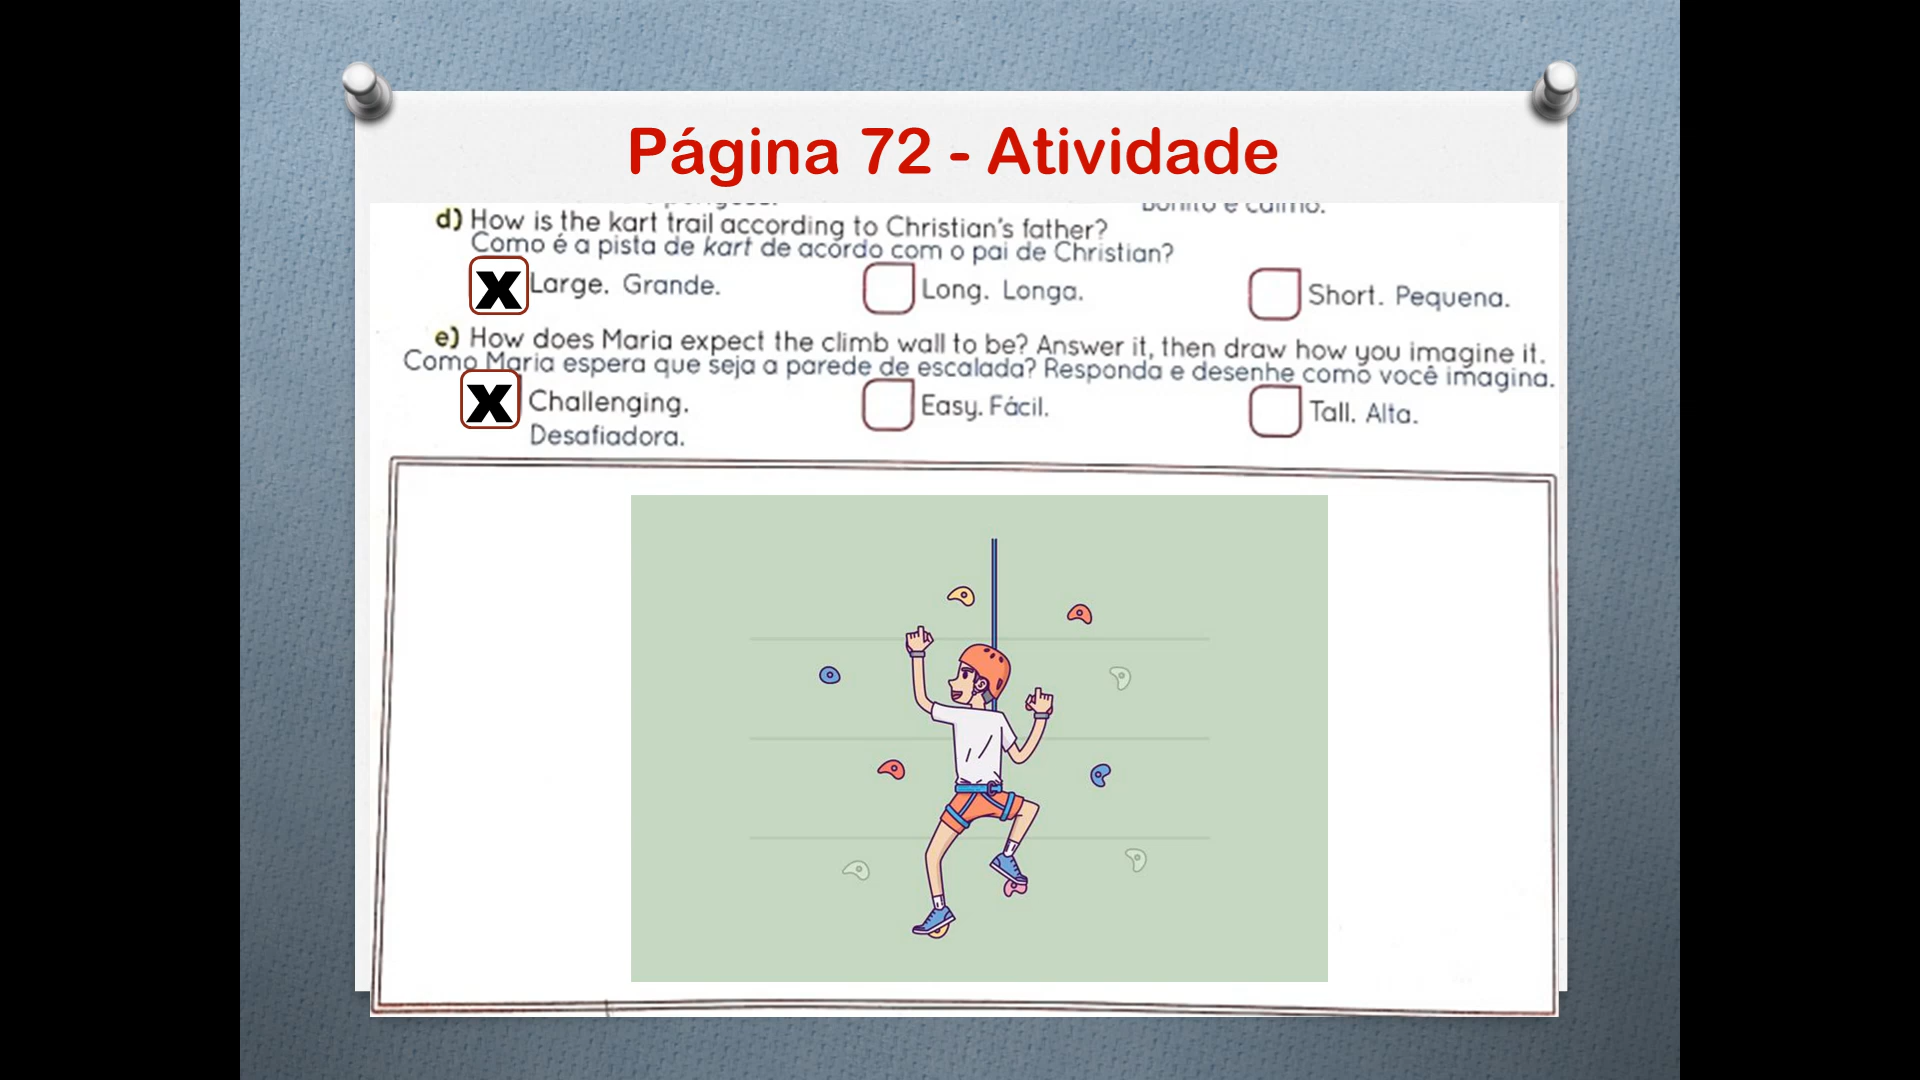 Página 72 - Atividade
Bonito e calmo.
d) How is the kart trail according to Christian's father?
Como é a pista de kart de acordo com o pai de Christian?
X Large. Grande. Long. Longa. Short. Pequena.
e) How does Maria expect the climb wall to be? Answer it, then draw how you imagine it.
Como Maria espera que seja a parede de escalada? Responda e desenhe como você imagina.
X Challenging. Easy. Fácil. Tall. Alta.
Desafiadora.